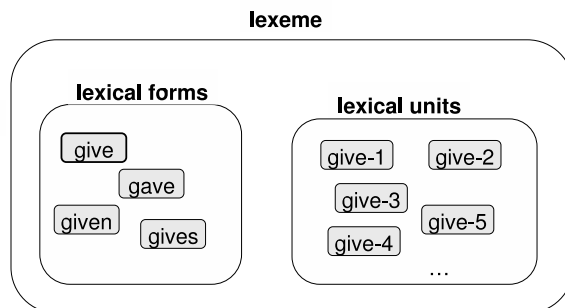 lexeme
lexical forms
give
gave
given
gives
lexical units
give-1
give-2
give-3
give-5
give-4
...